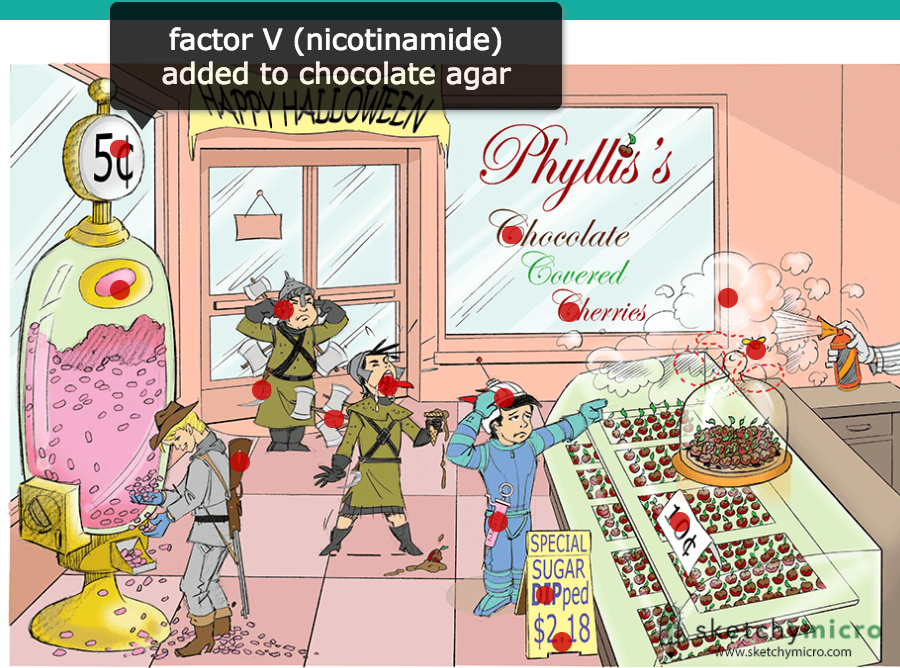 factor V (nicotinamide)
added to chocolate agar
HAPPY HALLOWEEN
5¢
Phyllis's
Chocolate
Covered
Cherries
10¢
SPECIAL
SUGAR
DIPped
$2.18
sketchymicro
www.sketchymicro.com